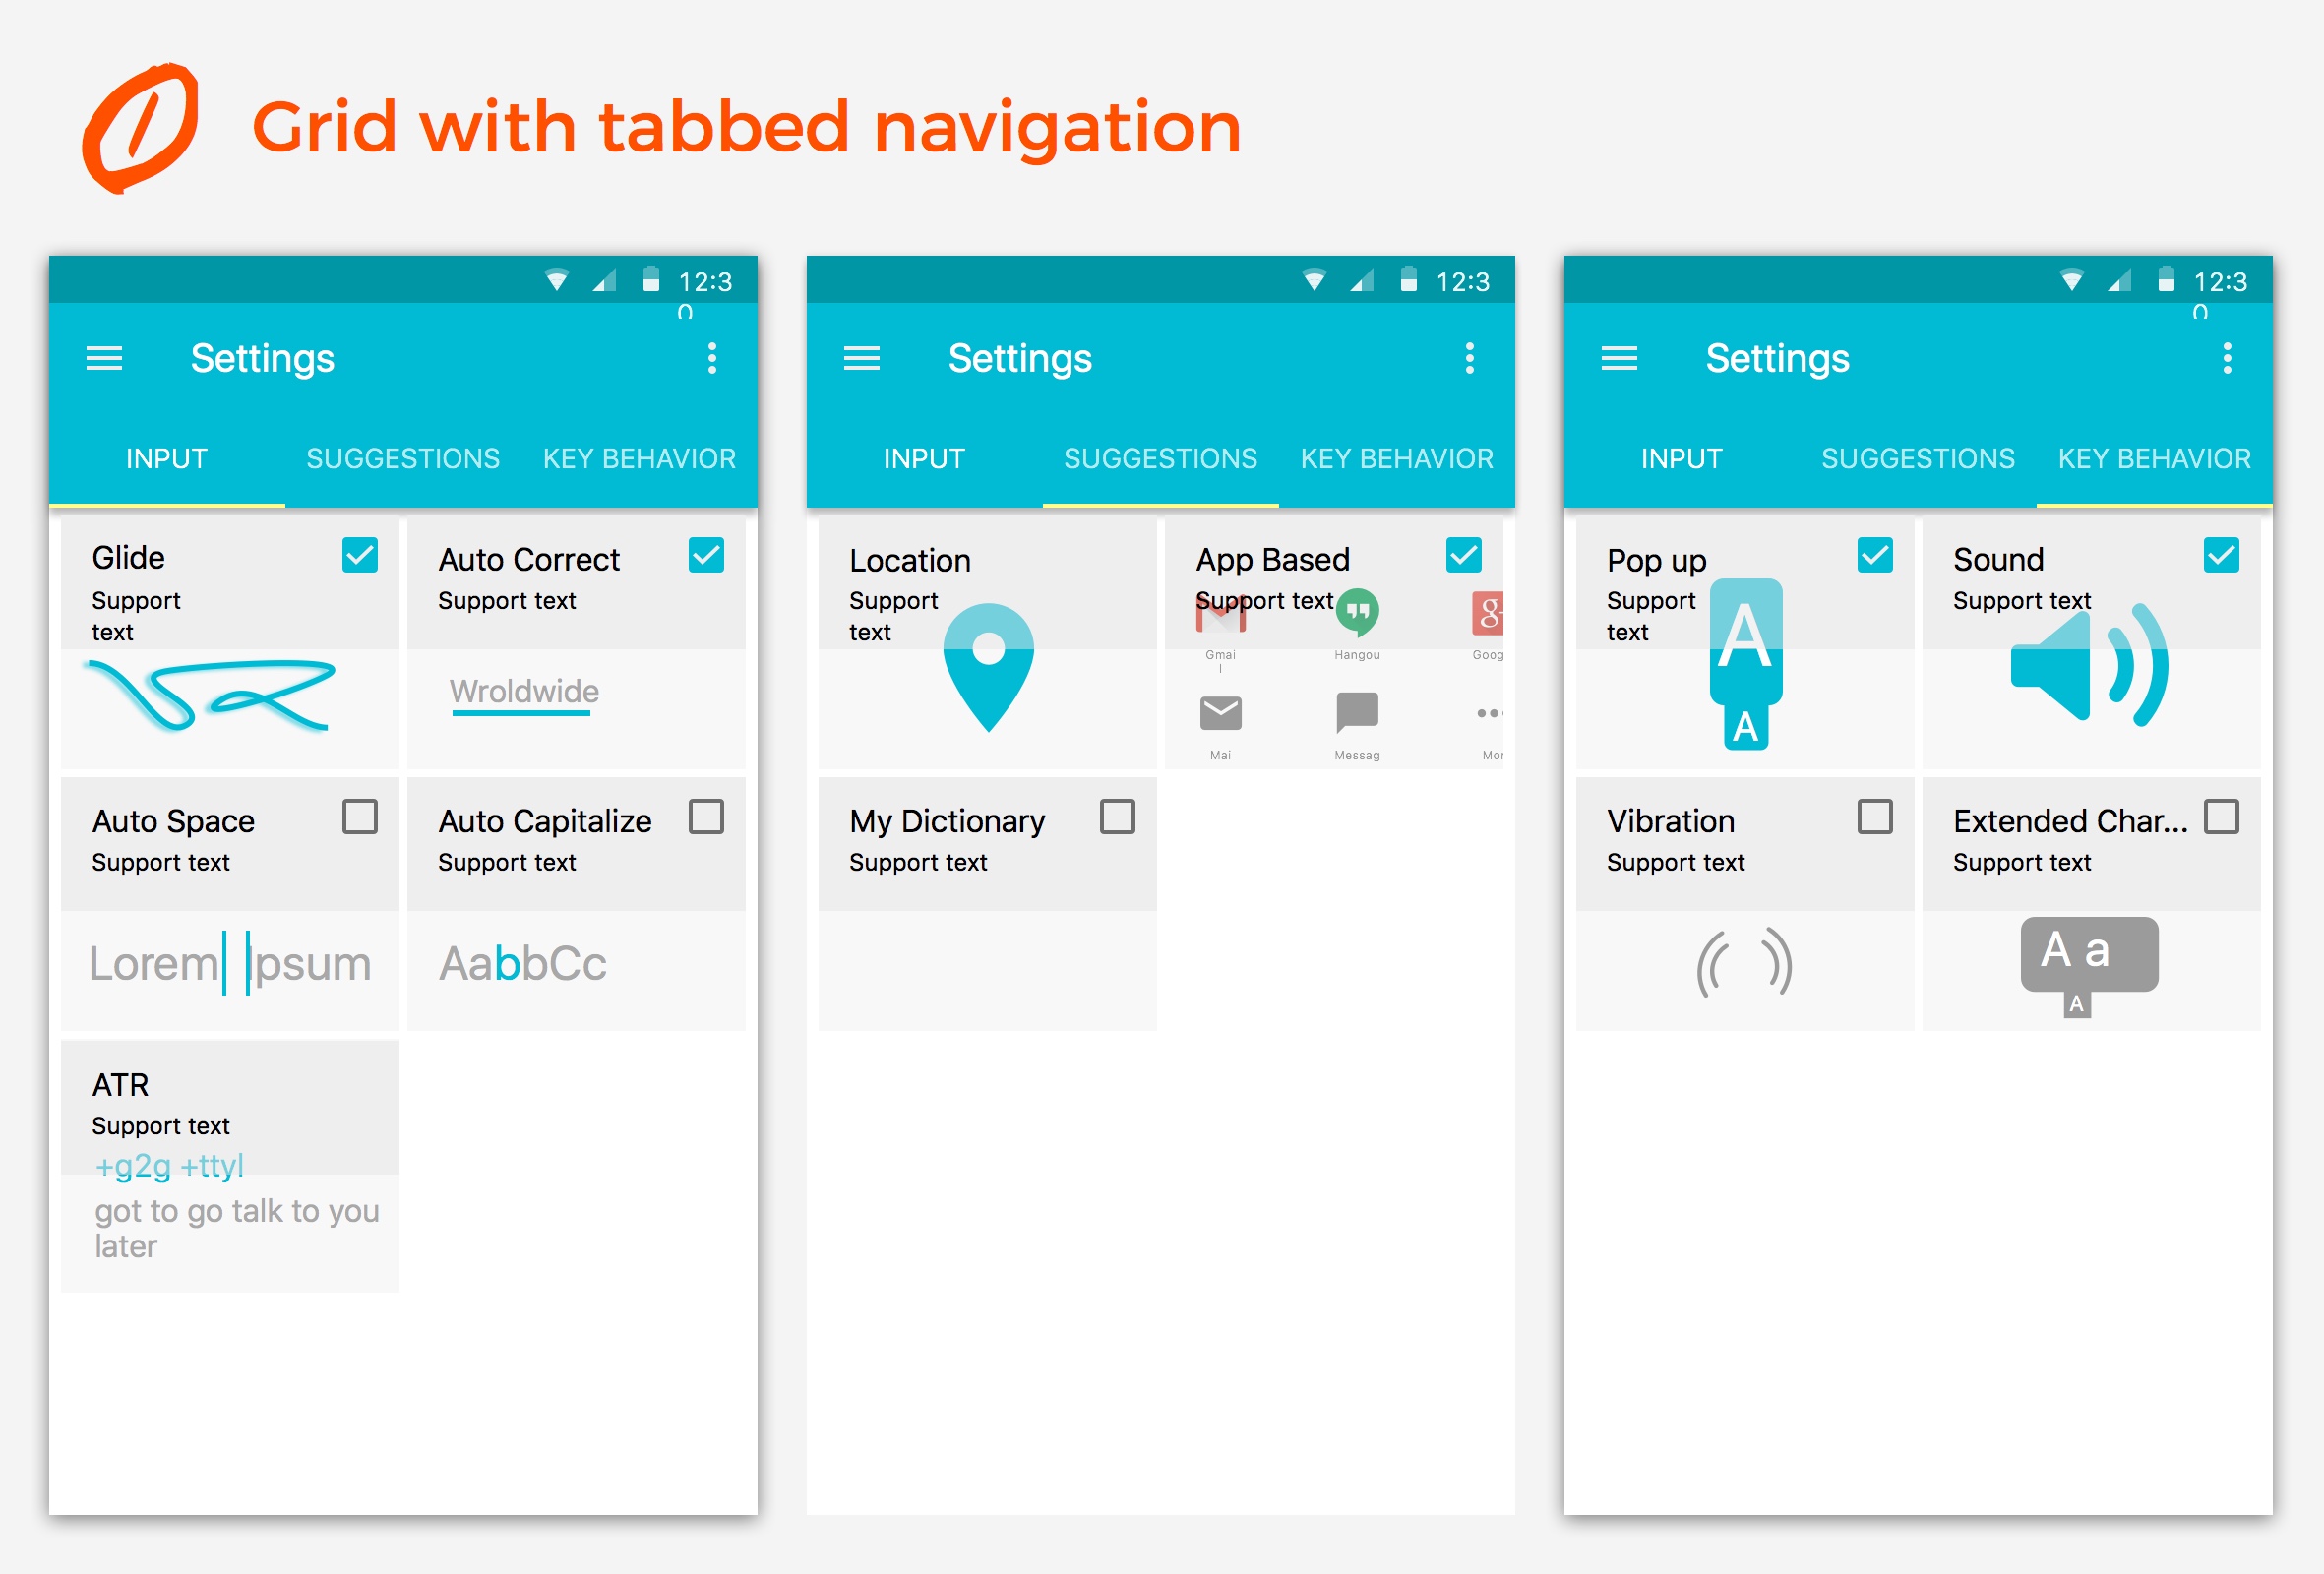 1 Grid with tabbed navigation
12:3
0
Settings
INPUT SUGGESTIONS KEY BEHAVIOR
Glide
Support
text
Auto Correct
Support text
Wroldwide
Auto Space
Support text
Lorem Ipsum
Auto Capitalize
Support text
AabbCc
ATR
Support text
+g2g +ttyl
got to go talk to you
later
12:3
Settings
INPUT SUGGESTIONS KEY BEHAVIOR
Location
Support
text
App Based
Support text
Gmai
l
Hangou
g+
Goog
Mai
Messag
Mor
My Dictionary
Support text
12:3
0
Settings
INPUT SUGGESTIONS KEY BEHAVIOR
Pop up
Support
text
A
A
Sound
Support text
Vibration
Support text
Extended Char...
Support text
A a
A